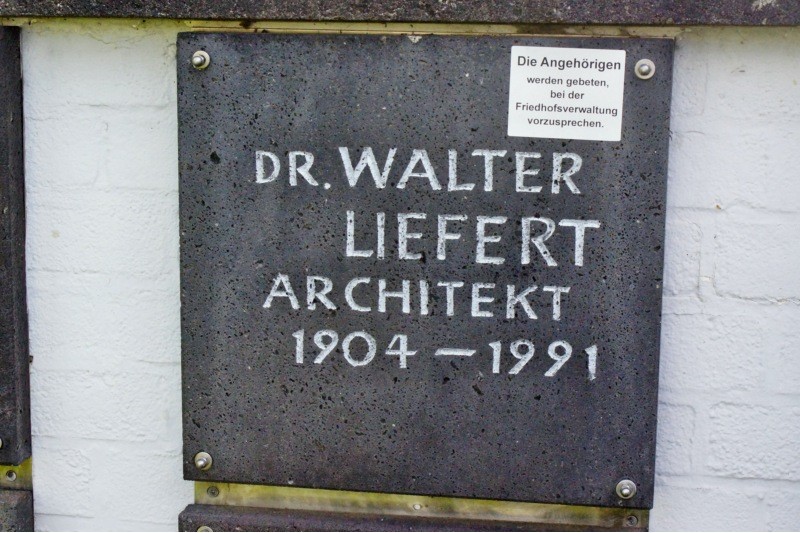 Die Angehörigen
werden gebeten,
bei der
Friedhofsverwaltung
vorzusprechen.
DR. WALTER
LIEFERT
ARCHITEKT
1904 – 1991